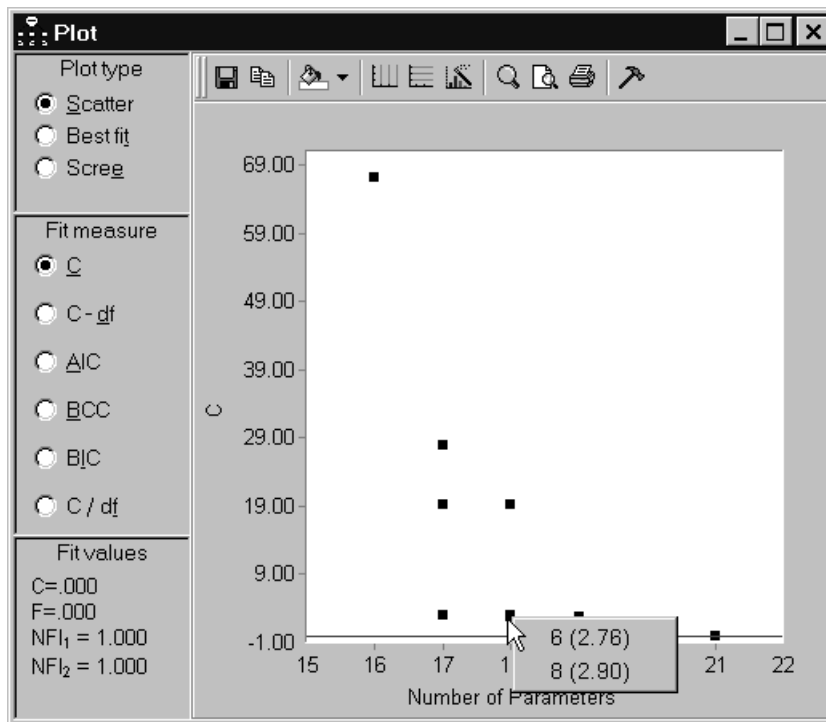 Plot
Plot type
Scatter
Best fit
Scree
Fit measure
C
C - df
AIC
BCC
BIC
C / df
Fit values
C=.000
F=.000
NFI₁ = 1.000
NFI₂ = 1.000
69.00
59.00
49.00
39.00
29.00
19.00
9.00
-1.00
C
15 16 17 1 21 22
Number of Parameters
6 (2.76)
8 (2.90)